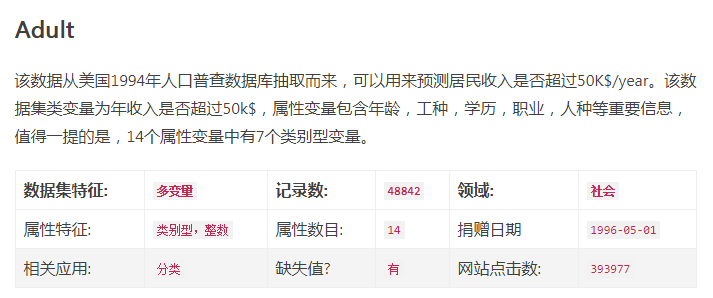 Adult
该数据从美国1994年人口普查数据库抽取而来，可以用来预测居民收入是否超过50K$/year。该数
据集类变量为年收入是否超过50k$，属性变量包含年龄，工种，学历，职业，人种等重要信息，
值得一提的是，14个属性变量中有7个类别型变量。
数据集特征: 多变量 记录数: 48842 领域: 社会
属性特征: 类别型，整数 属性数目: 14 捐赠日期 1996-05-01
相关应用: 分类 缺失值? 有 网站点击数: 393977